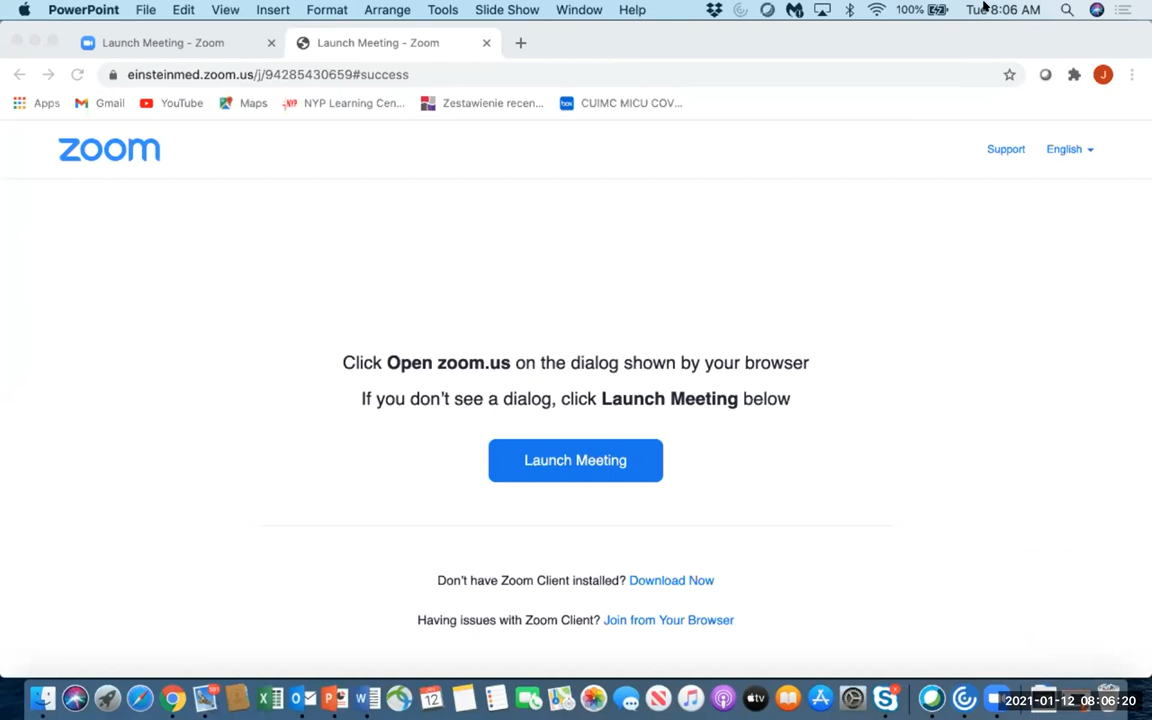 PowerPoint File Edit View Insert Format Arrange Tools Slide Show Window Help 100% Tue 8:06 AM
Launch Meeting - Zoom Launch Meeting - Zoom
einsteinmed.zoom.us/j/94285430659#success J
Apps Gmail YouTube Maps NYP NYP Learning Cen... Zestawienie recen... box CUIMC MICU COV...
zoom Support English
Click Open zoom.us on the dialog shown by your browser
If you don't see a dialog, click Launch Meeting below
Launch Meeting
Don't have Zoom Client installed? Download Now
Having issues with Zoom Client? Join from Your Browser
12 tv
2021-01-12 08:06:20